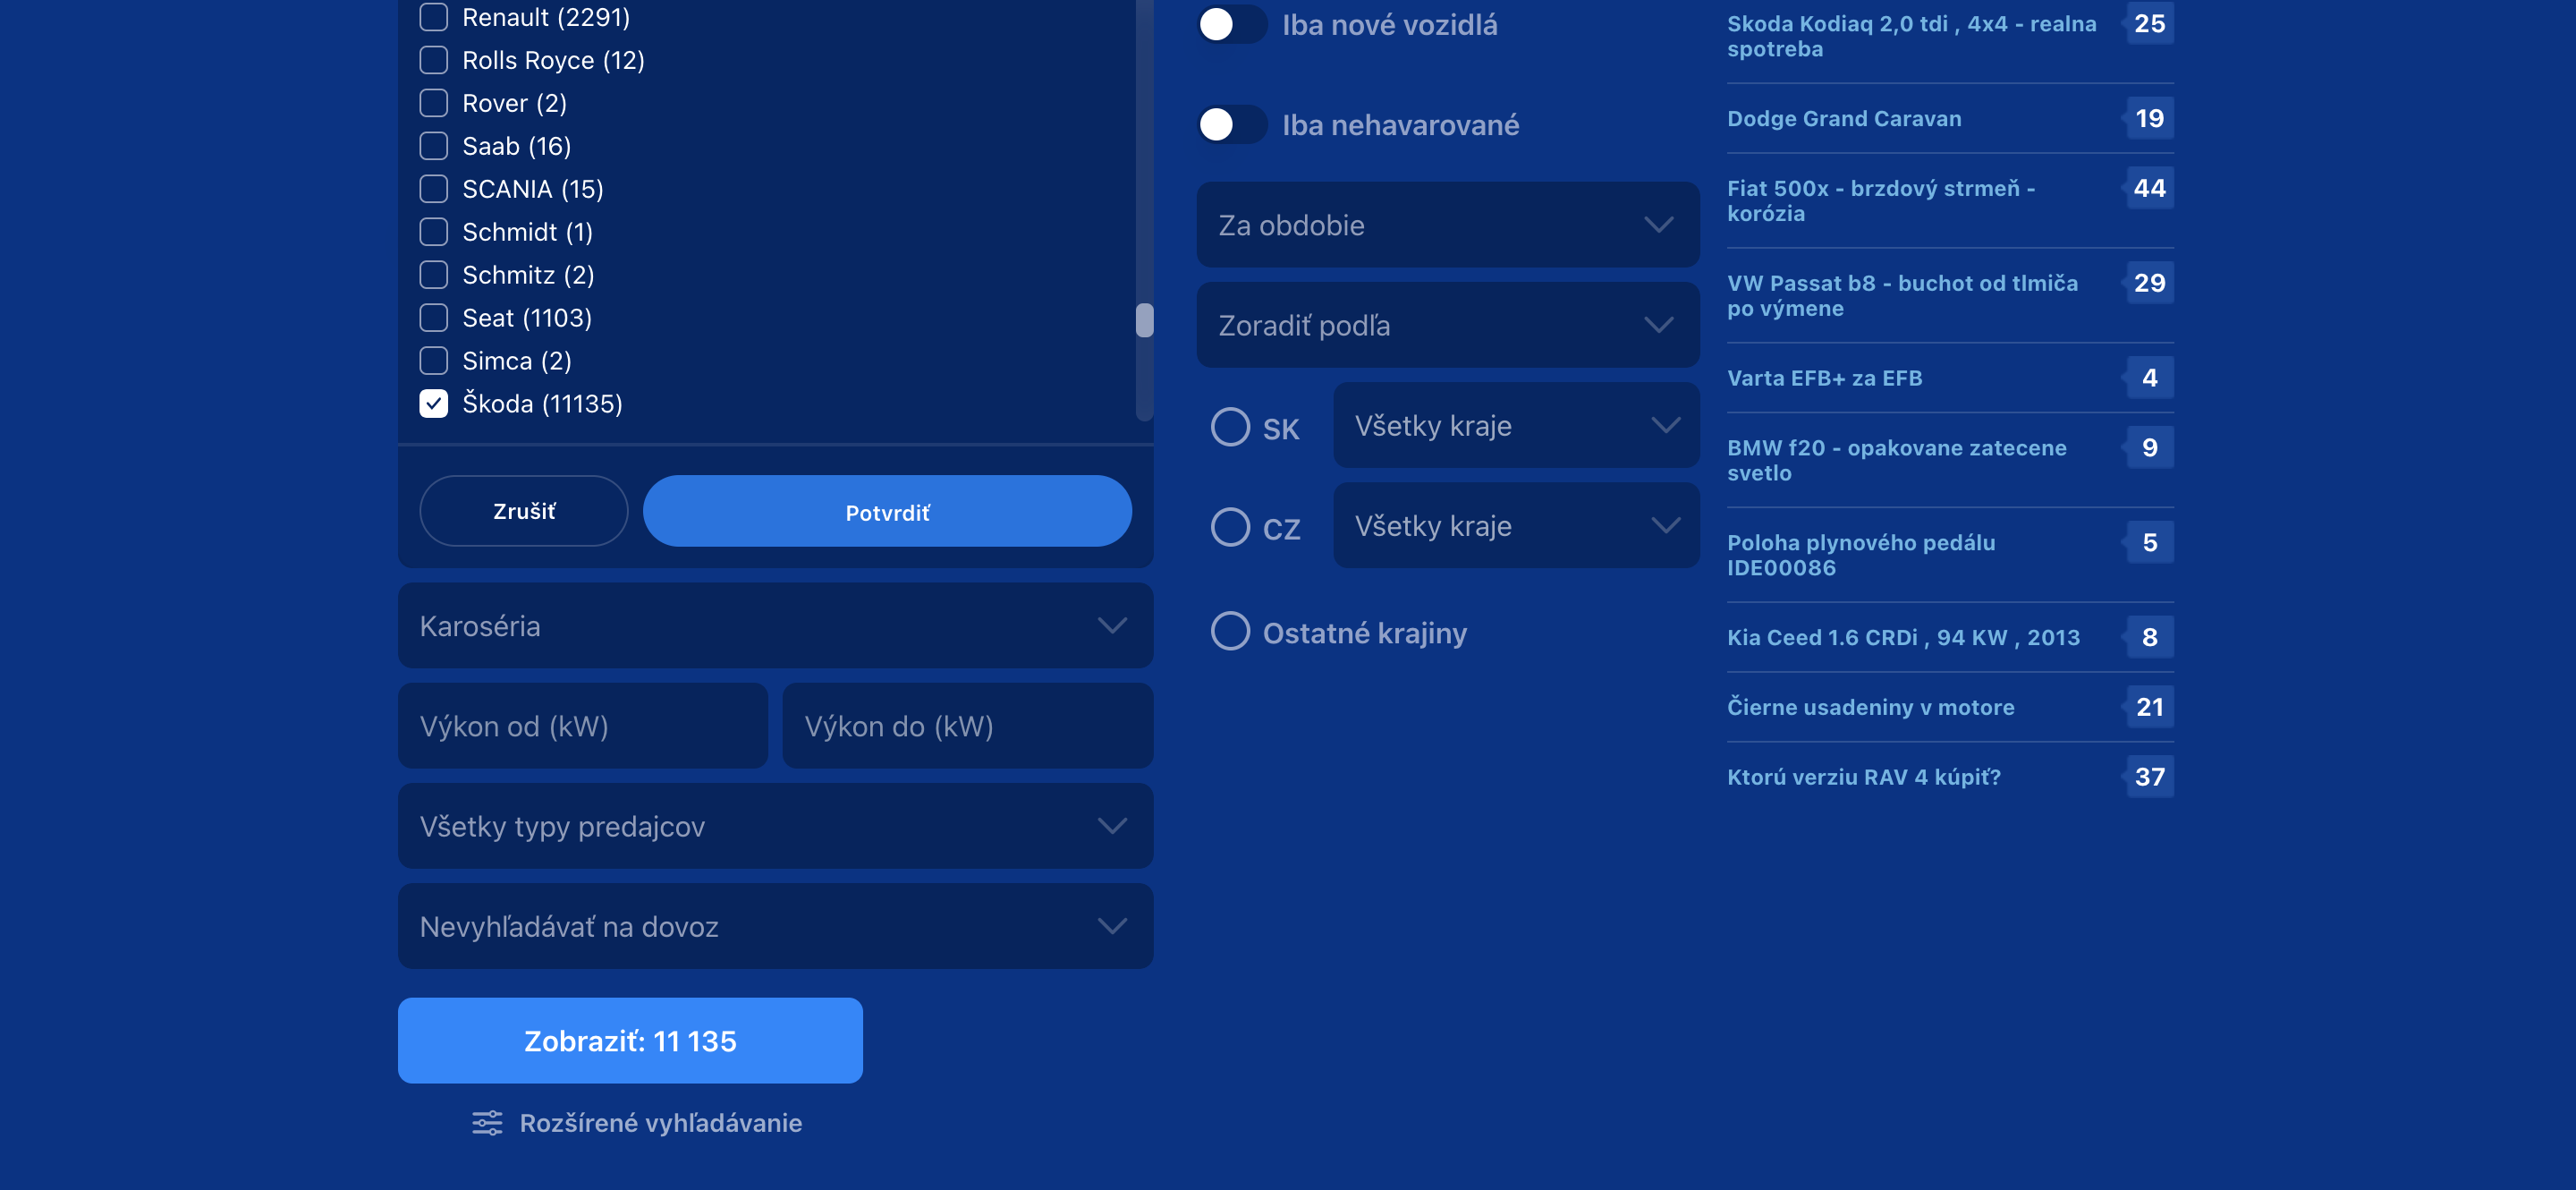 Renault (2291)
Rolls Royce (12)
Rover (2)
Saab (16)
SCANIA (15)
Schmidt (1)
Schmitz (2)
Seat (1103)
Simca (2)
Škoda (11135)
Zrušiť
Potvrdiť
Karoséria
Výkon od (kW)
Výkon do (kW)
Všetky typy predajcov
Nevyhľadávať na dovoz
Zobraziť: 11 135
Rozšírené vyhľadávanie
Iba nové vozidlá
Iba nehavarované
Za obdobie
Zoradiť podľa
SK
Všetky kraje
CZ
Všetky kraje
Ostatné krajiny
Skoda Kodiaq 2,0 tdi , 4x4 - realna
spotreba
25
Dodge Grand Caravan
19
Fiat 500x - brzdový strmeň -
korózia
44
VW Passat b8 - buchot od tlmiča
po výmene
29
Varta EFB+ za EFB
4
BMW f20 - opakovane zatecene
svetlo
9
Poloha plynového pedálu
IDE00086
5
Kia Ceed 1.6 CRDi , 94 KW , 2013
8
Čierne usadeniny v motore
21
Ktorú verziu RAV 4 kúpiť?
37